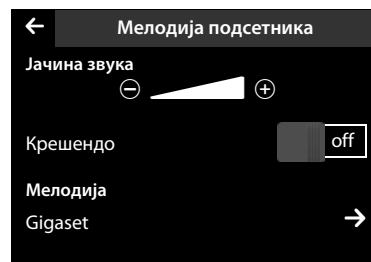 Мелодија подсетника
Јачина звука
Крешендо off
Мелодија
Gigaset